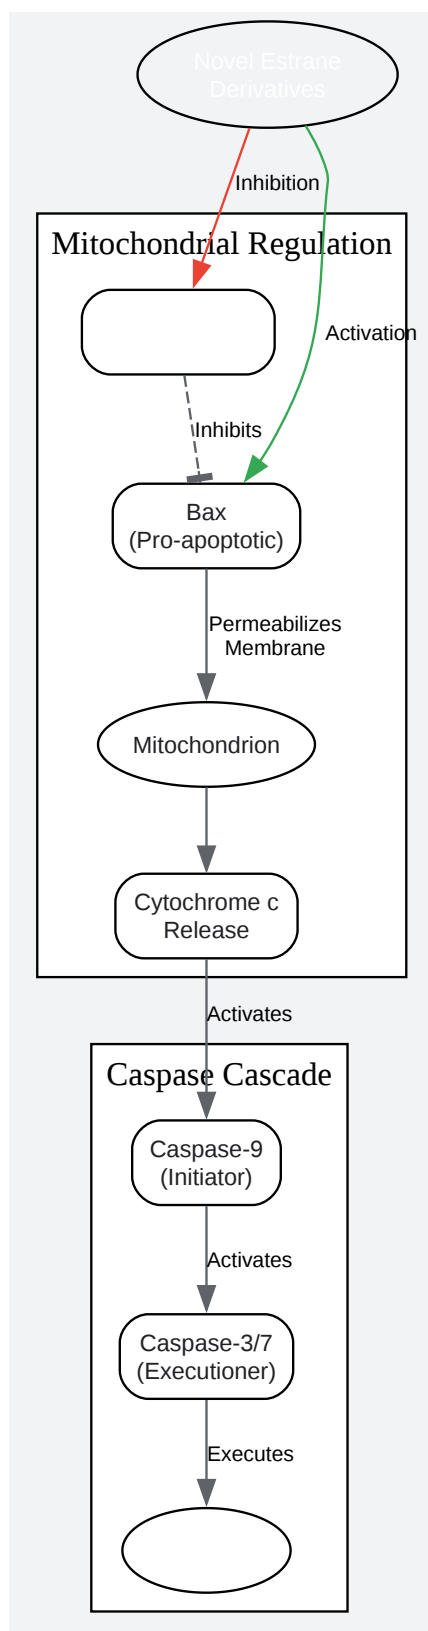 Novel Estrane
Derivatives
Inhibition
Mitochondrial Regulation
Activation
Inhibits
Bax
(Pro-apoptotic)
Permeabilizes
Membrane
Mitochondrion
Cytochrome c
Release
Activates
Caspase Cascade
Caspase-9
(Initiator)
Activates
Caspase-3/7
(Executioner)
Executes